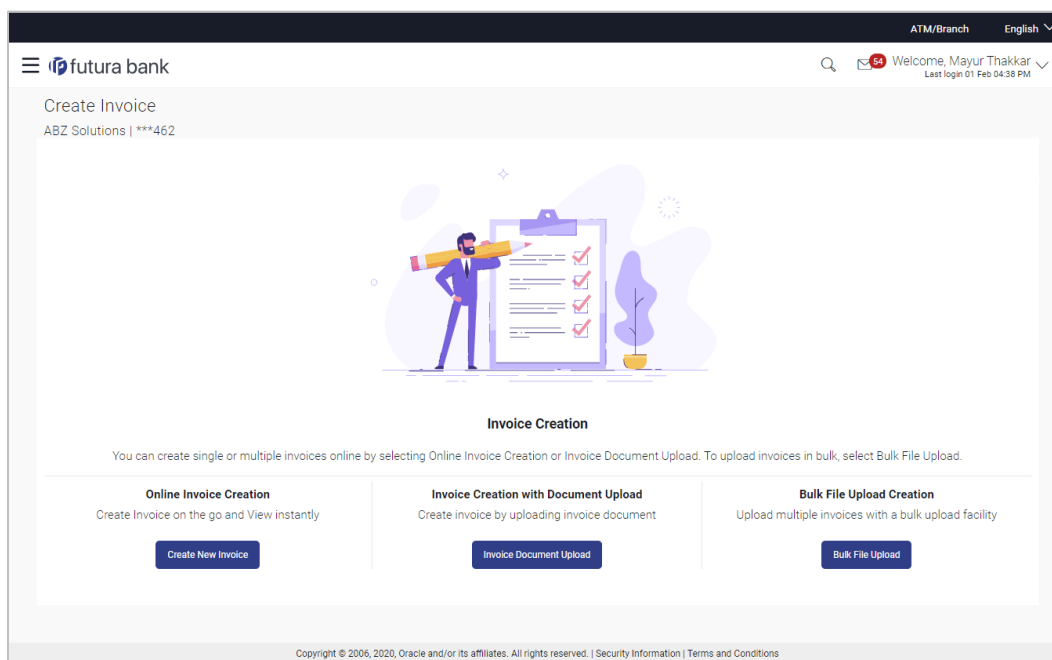 ATM/Branch English
futura bank
54
Welcome, Mayur Thakkar
Last login 01 Feb 04:38 PM
Create Invoice
ABZ Solutions | ***462
Invoice Creation
You can create single or multiple invoices online by selecting Online Invoice Creation or Invoice Document Upload. To upload invoices in bulk, select Bulk File Upload.
Online Invoice Creation
Create Invoice on the go and View instantly
Create New Invoice
Invoice Creation with Document Upload
Create invoice by uploading invoice document
Invoice Document Upload
Bulk File Upload Creation
Upload multiple invoices with a bulk upload facility
Bulk File Upload
Copyright © 2006, 2020, Oracle and/or its affiliates. All rights reserved. | Security Information | Terms and Conditions